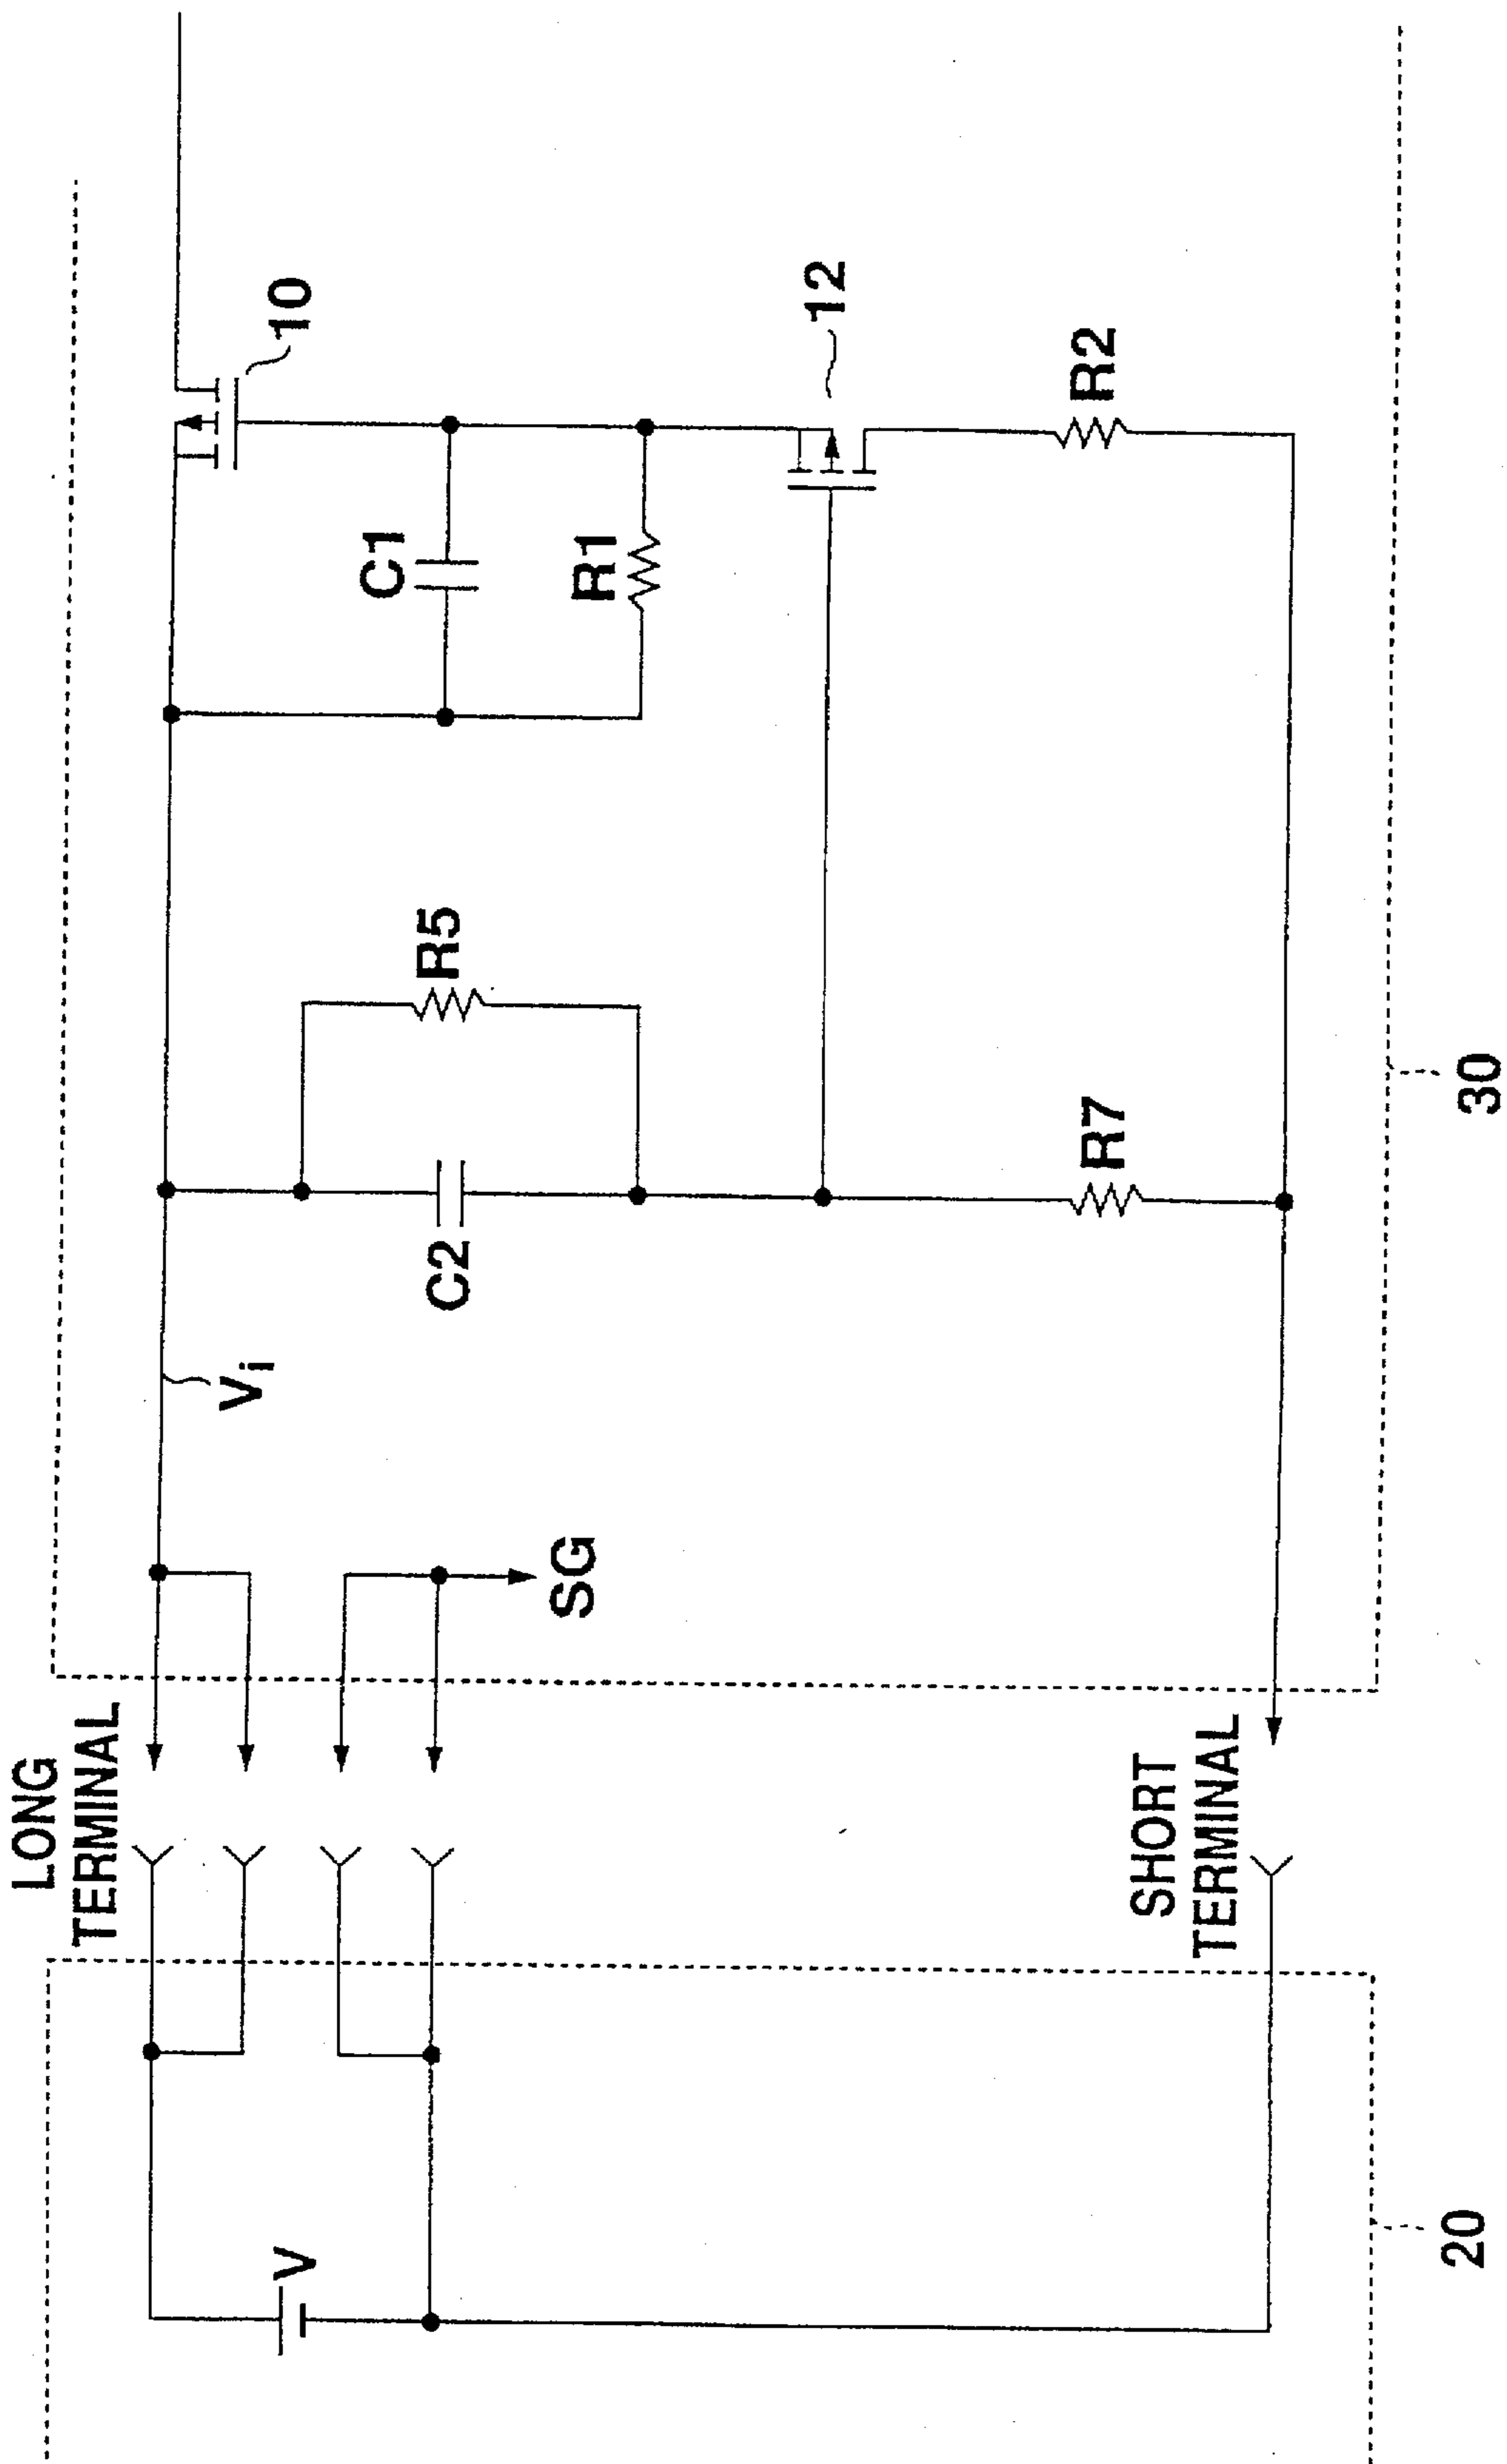 LONG
TERMINAL
Vi
C2
R5
C1
R1
10
12
R2
R7
SG
V
SHORT
TERMINAL
20
30